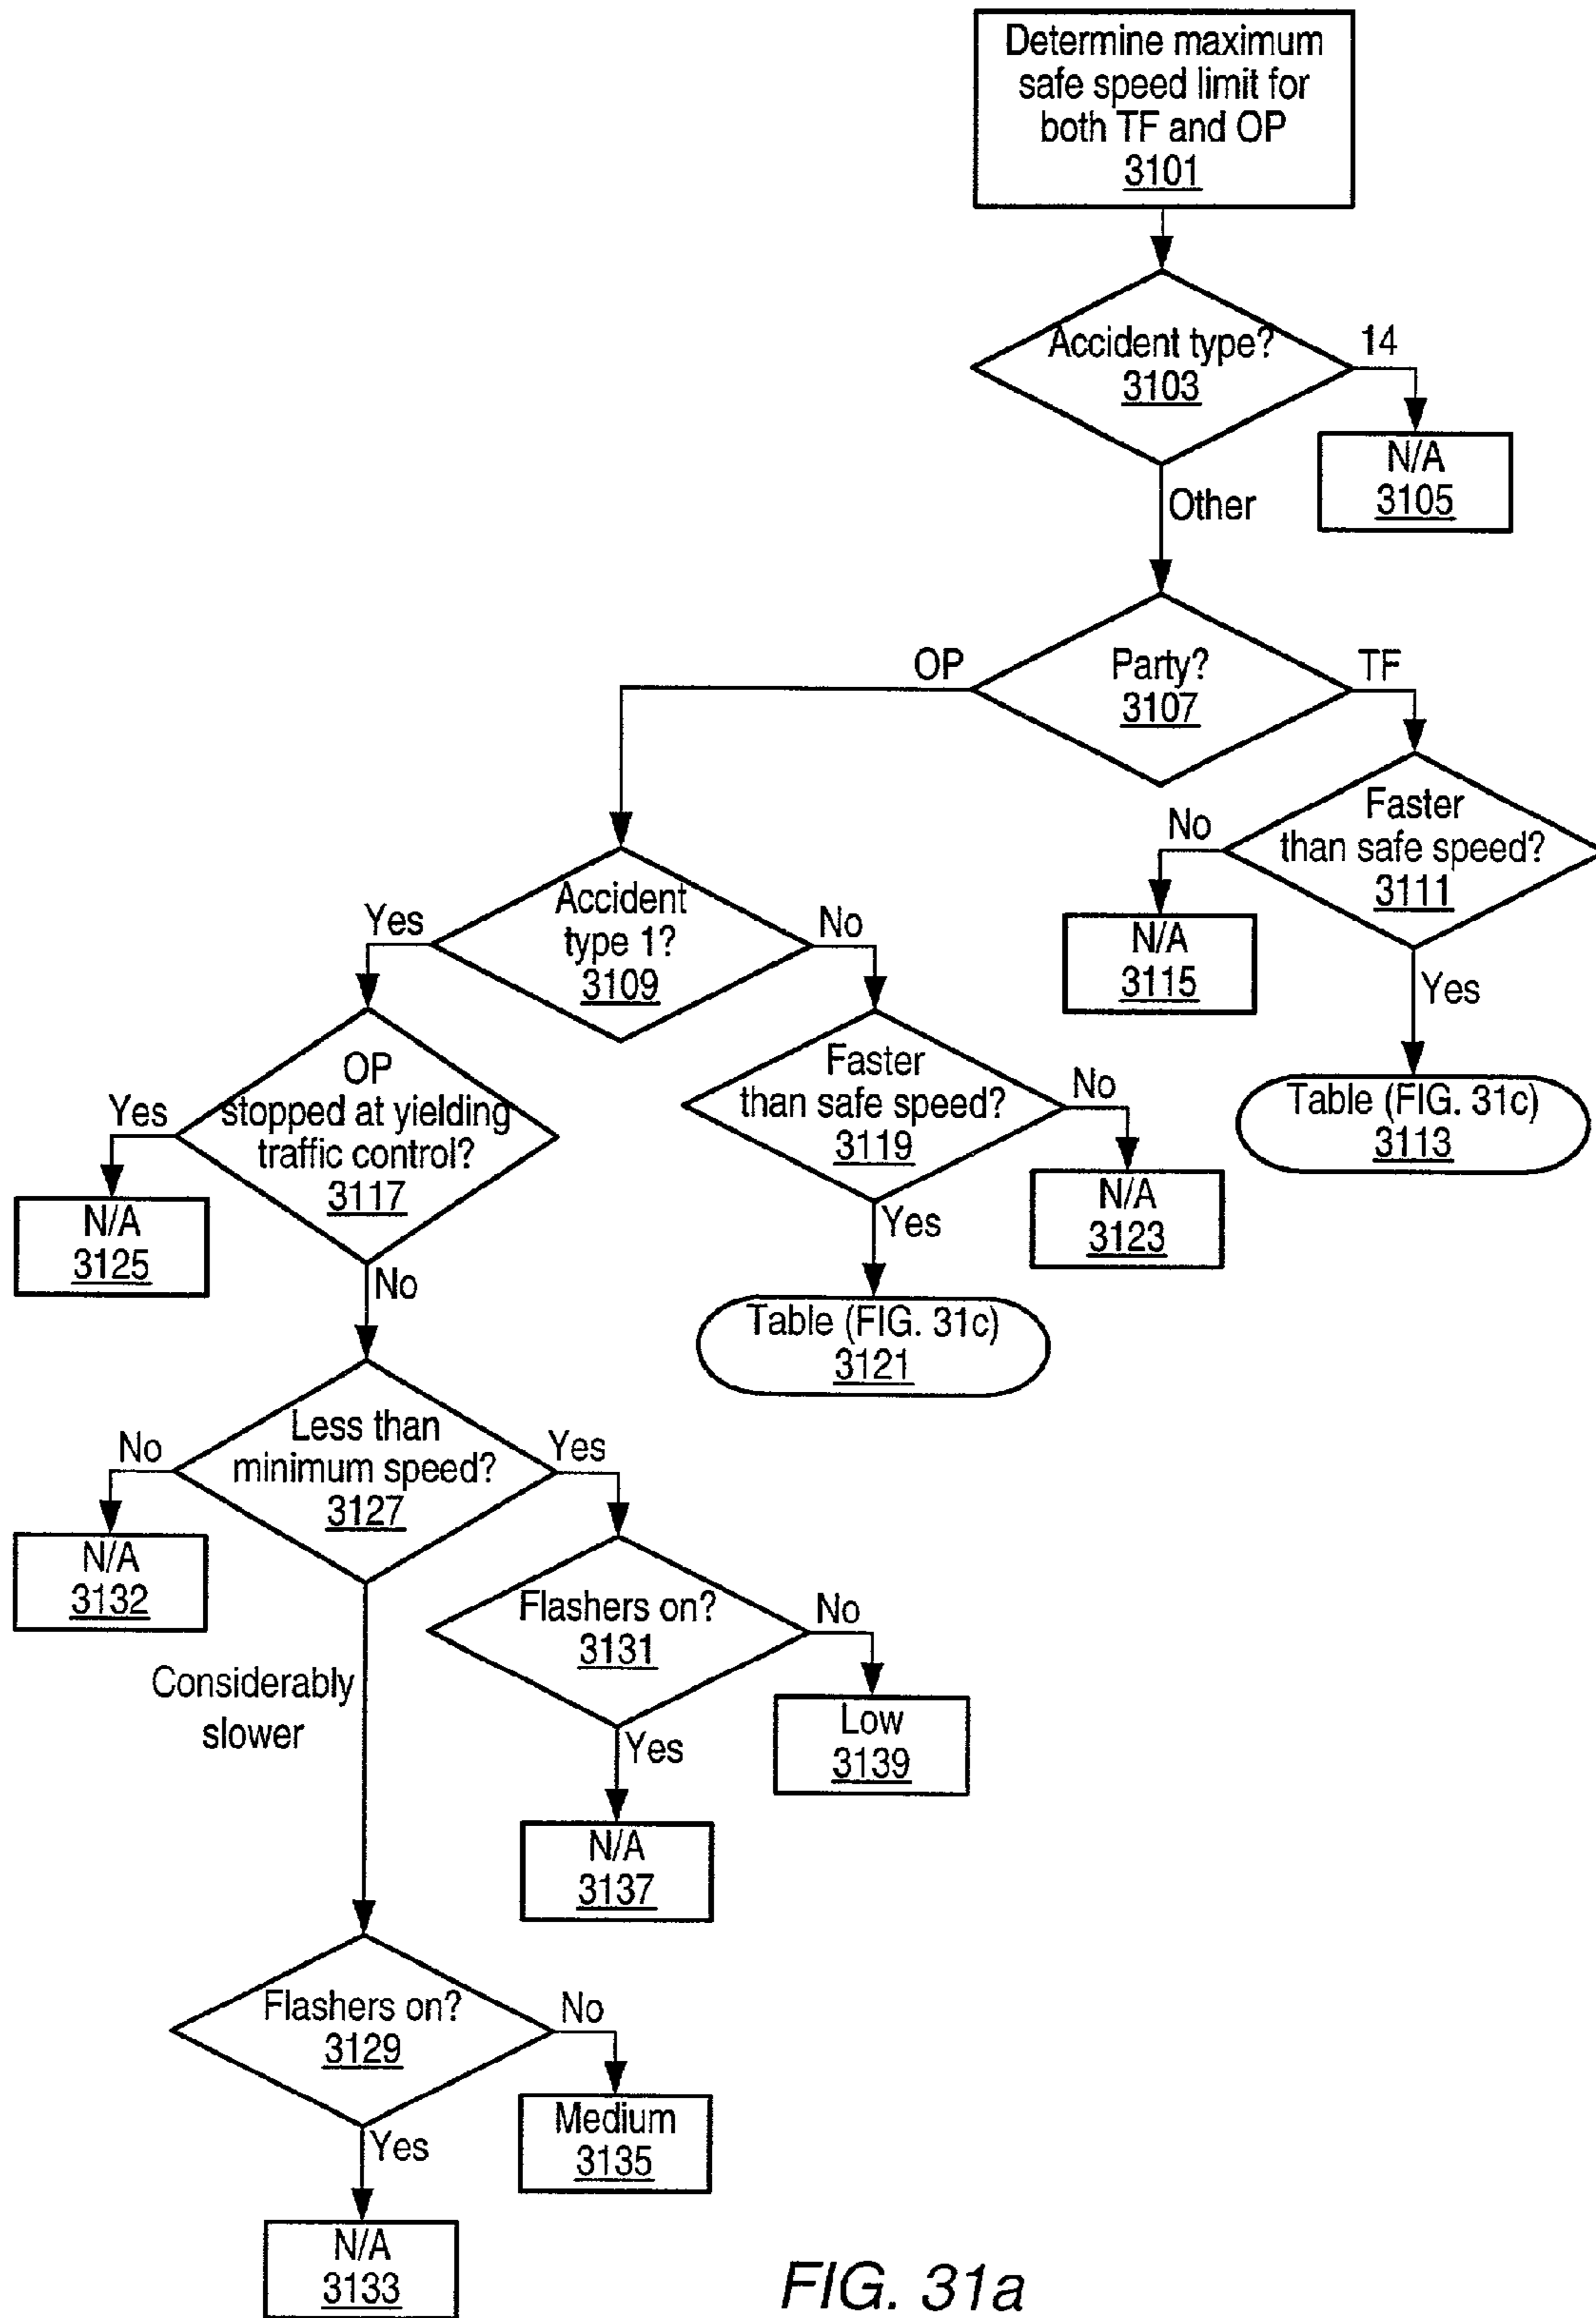 Determine maximum
safe speed limit for
both TF and OP
3101
Accident type?
3103
14
N/A
3105
Other
Party?
3107
OP
TF
Faster
than safe speed?
3111
No
N/A
3115
Yes
Table (FIG. 31c)
3113
Accident
type 1?
3109
Yes
No
OP
stopped at yielding
traffic control?
3117
Yes
N/A
3125
No
Faster
than safe speed?
3119
No
N/A
3123
Yes
Table (FIG. 31c)
3121
Less than
minimum speed?
3127
No
N/A
3132
Yes
Flashers on?
3131
No
Low
3139
Yes
N/A
3137
Considerably
slower
Flashers on?
3129
No
Medium
3135
Yes
N/A
3133
FIG. 31a